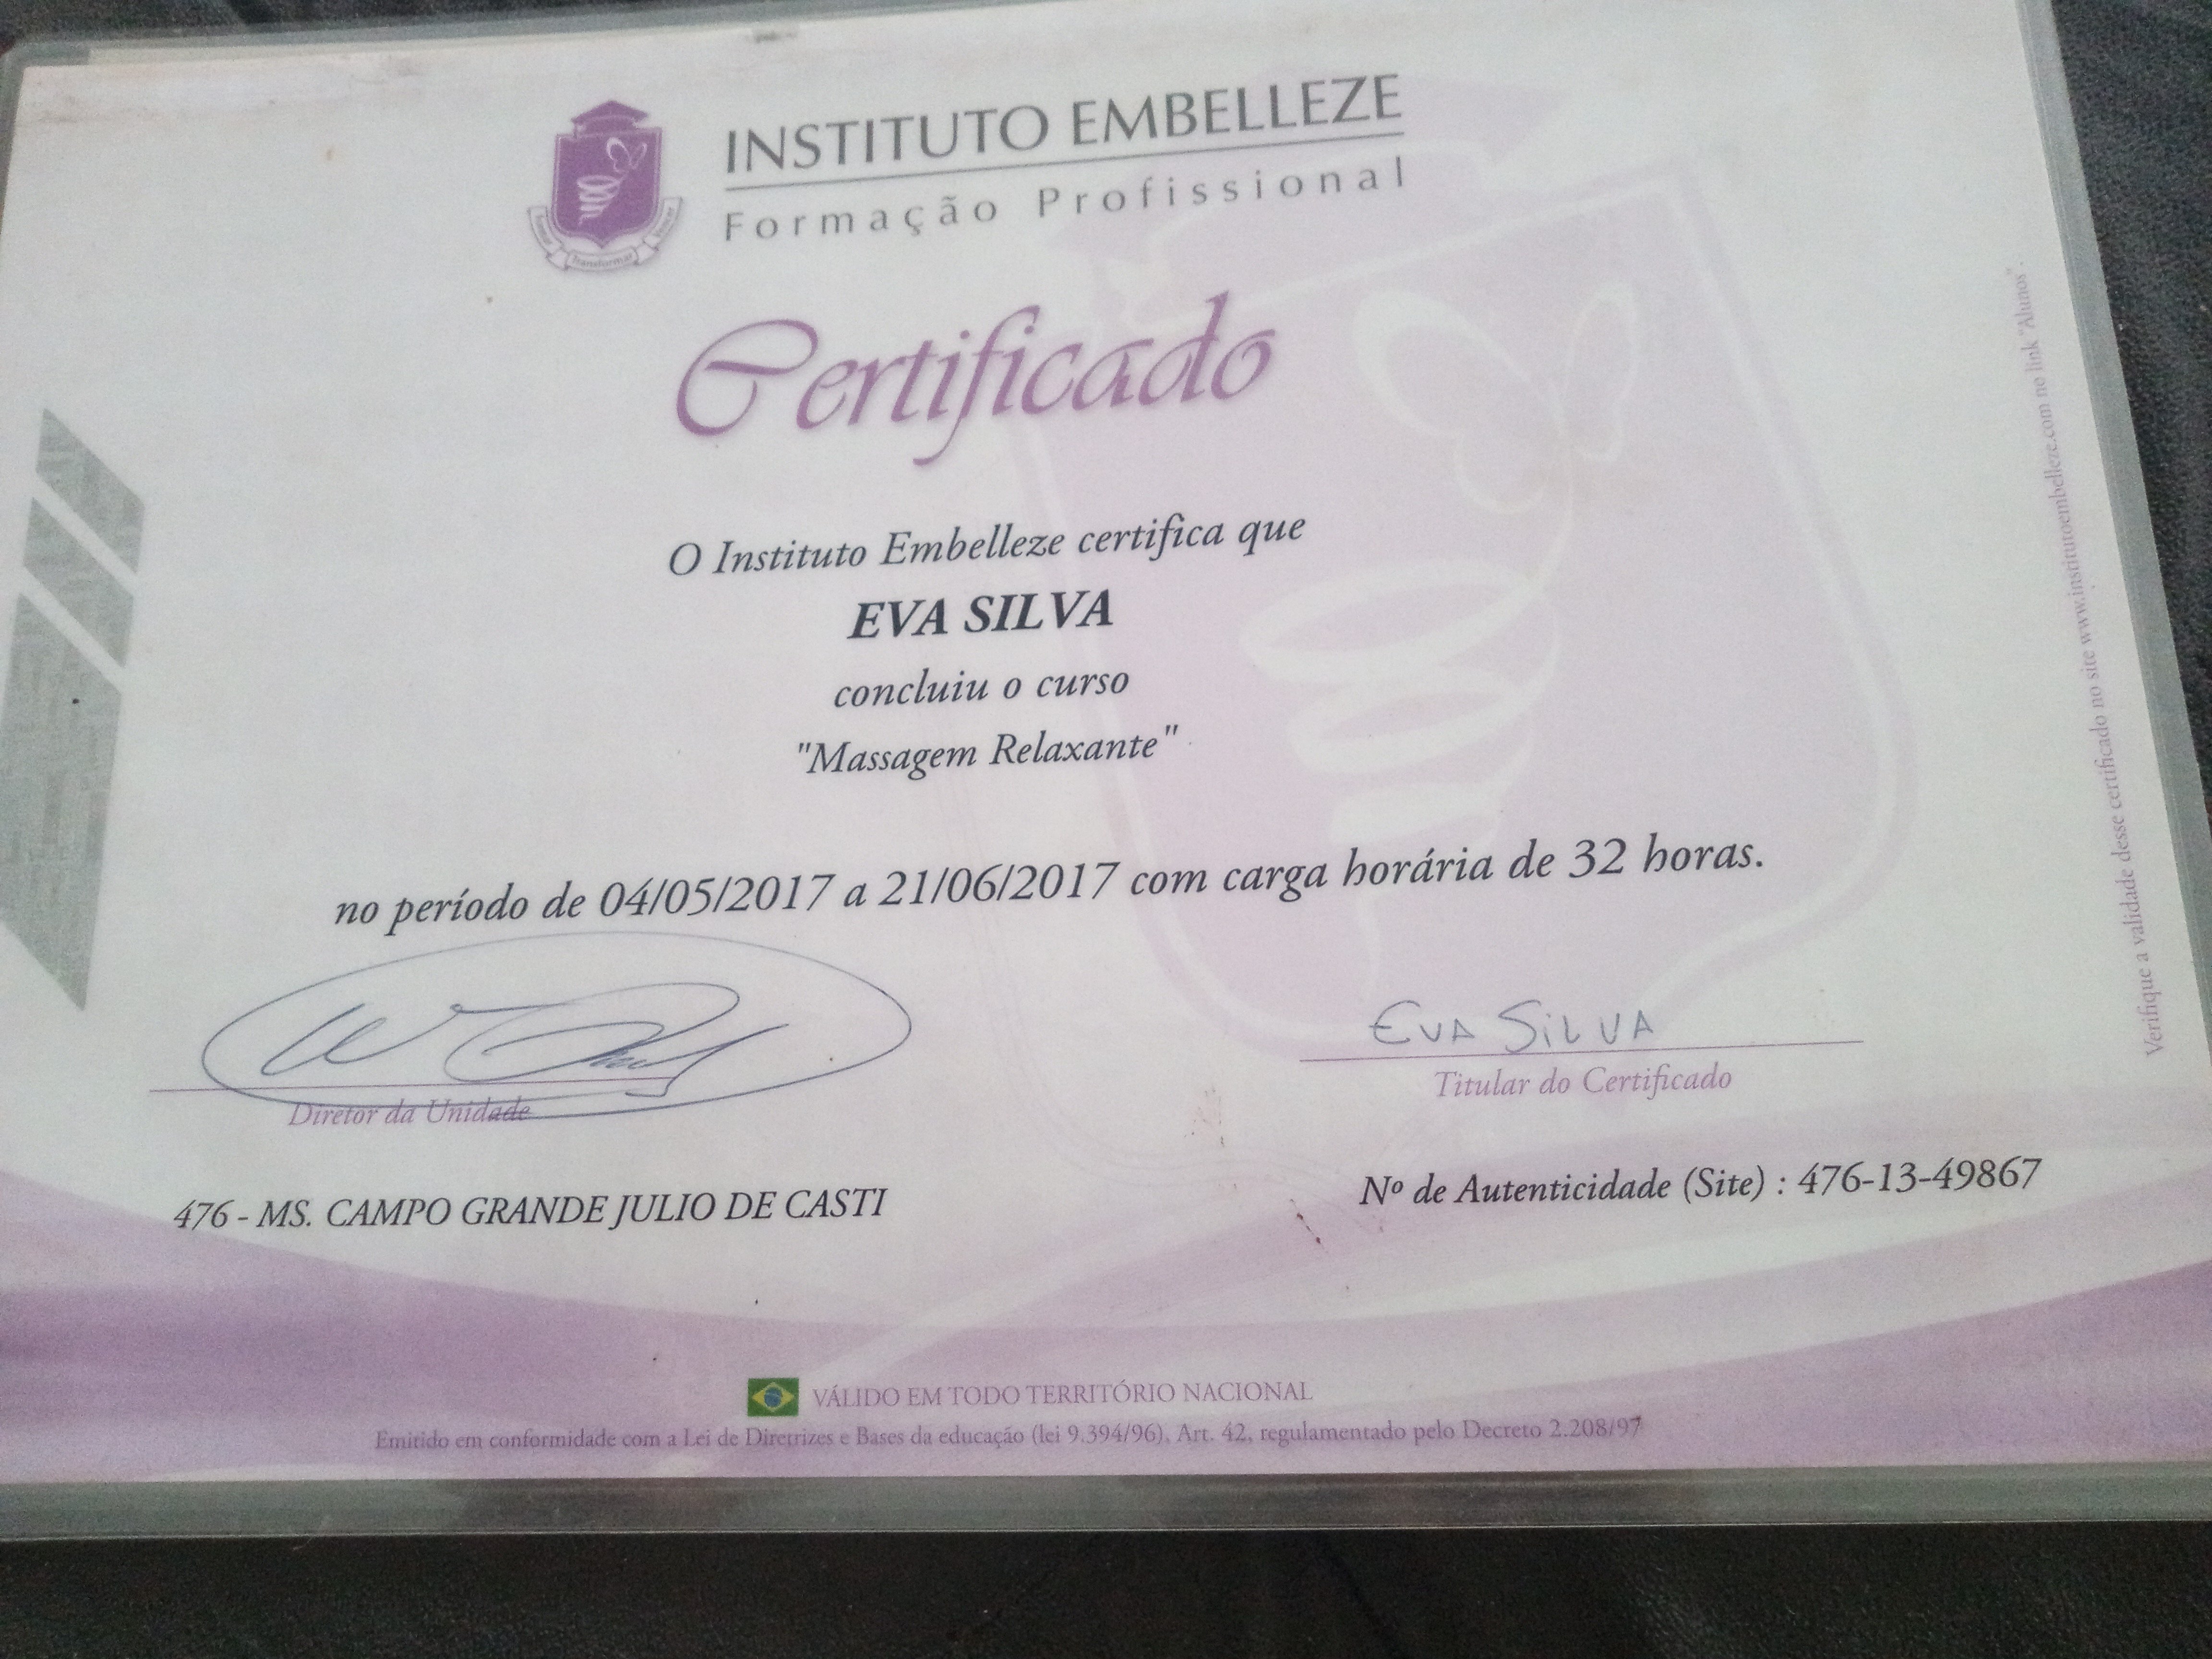 INSTITUTO EMBELLEZE
Formação Profissional
Transformar
Certificado
O Instituto Embelleze certifica que
EVA SILVA
concluiu o curso
"Massagem Relaxante"
no período de 04/05/2017 a 21/06/2017 com carga horária de 32 horas.
EVA SILVA
Diretor da Unidade
Titular do Certificado
476 - MS. CAMPO GRANDE JULIO DE CASTI
Nº de Autenticidade (Site) : 476-13-49867
VÁLIDO EM TODO TERRITÓRIO NACIONAL
Emitido em conformidade com a Lei de Diretrizes e Bases da educação (lei 9.394/96), Art. 42, regulamentado pelo Decreto 2.208/97
Verifique a validade desse certificado no site www.institutoembelleze.com no link "Alunos".